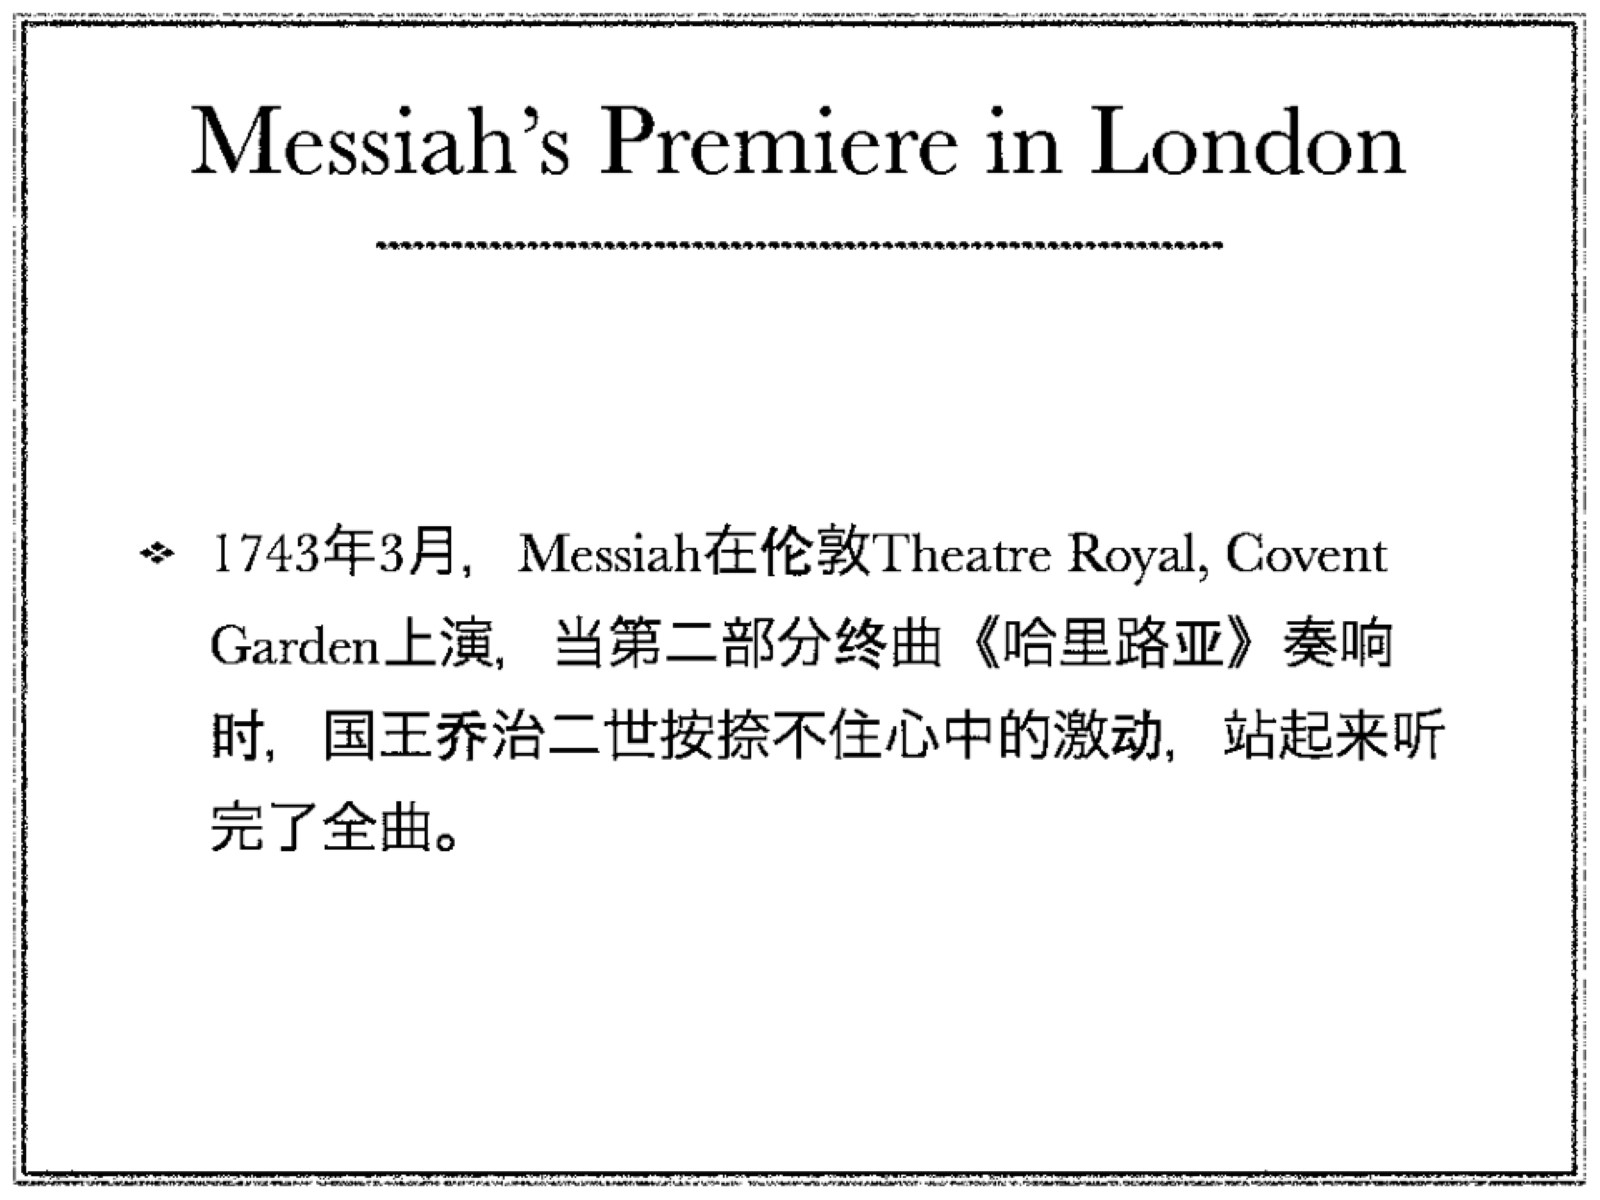 Messiah’s Premiere in London
❖ 1743年3月，Messiah在伦敦Theatre Royal, Covent
Garden上演，当第二部分终曲《哈里路亚》奏响
时，国王乔治二世按捺不住心中的激动，站起来听
完了全曲。